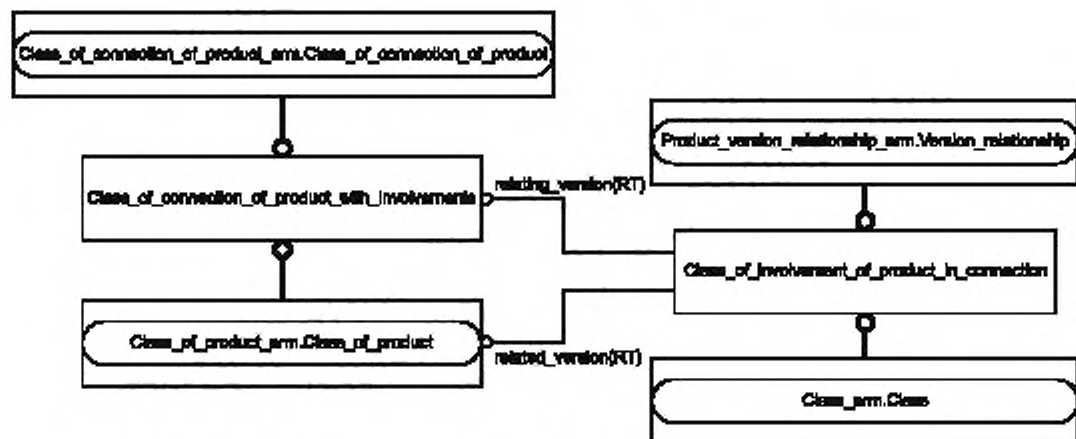 Class_of_connection_of_product_arm.Class_of_connection_of_product
Product_version_relationship_arm.Version_relationship
Class_of_connection_of_product_with_involvements
relating_version(RT)
Class_of_involvement_of_product_in_connection
Class_of_product_arm.Class_of_product
related_version(RT)
Class_arm.Class